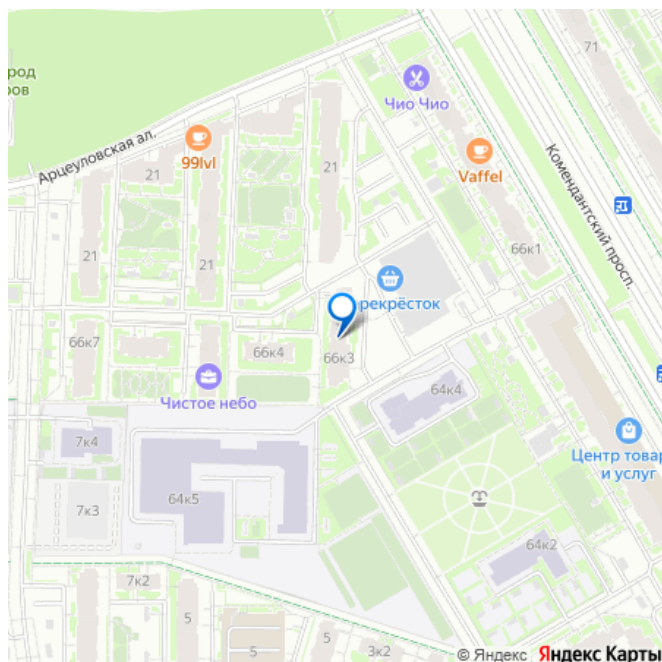 71
род
ров
Чио Чио
Арцеуловская ал.
99lvl
21
21
Vaffel
Комендантский просп.
21
21
66к1
рекрёсток
66к7
66к4
66к3
Чистое небо
64к4
7к4
Центр товар
и услуг
64к5
7к3
64к2
7к2
5
5
5
3к2
© Яндекс Яндекс Карты